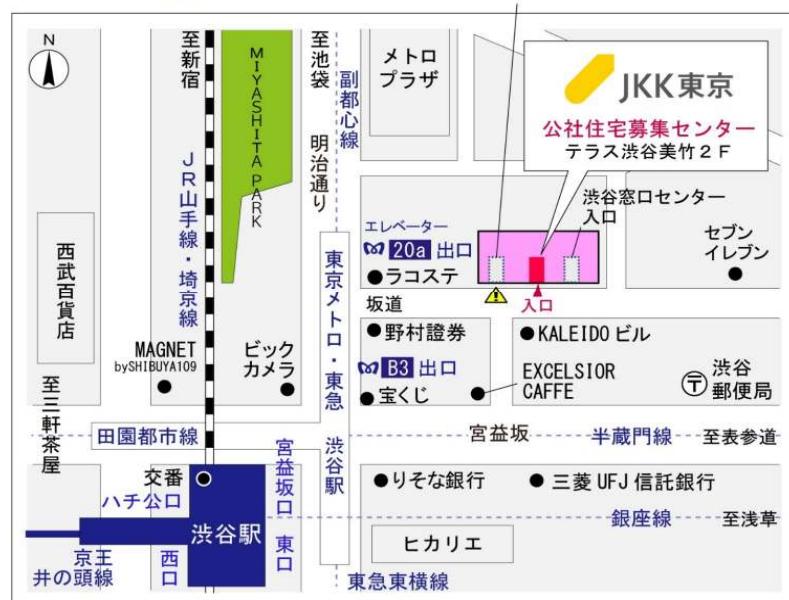 N
至新宿
MIYASHITA PARK
至池袋
副都心線
明治通り
メトロ
プラザ
JKK東京
公社住宅募集センター
テラス渋谷美竹2F
JR山手線・埼京線
渋谷窓口センター
入口
エレベーター
20a 出口
ラコステ
セブン
イレブン
西武百貨店
東京メトロ・東急 渋谷駅
坂道
入口
野村證券
KALEIDO ビル
MAGNET
bySHIBUYA109
ビック
カメラ
B3 出口
宝くじ
EXCELSIOR
CAFFE
〒
渋谷
郵便局
至三軒茶屋
田園都市線
宮益坂
半蔵門線
至表参道
交番
ハチ公口
宮益坂口
りそな銀行
三菱UFJ信託銀行
渋谷駅
銀座線
至浅草
京王
井の頭線
西口
東口
ヒカリエ
東急東横線